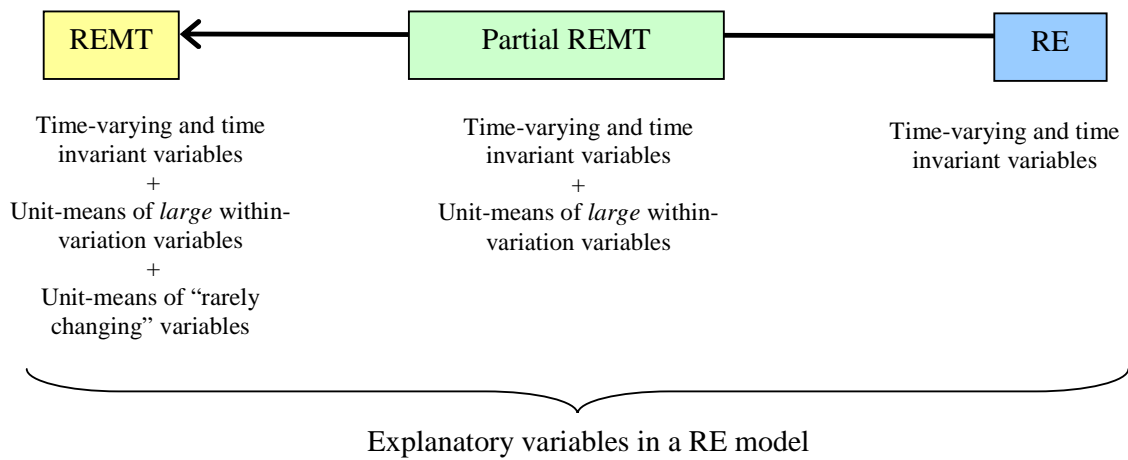 REMT
Partial REMT
RE
Time-varying and time
invariant variables
+
Unit-means of large within-
variation variables
+
Unit-means of “rarely
changing” variables
Time-varying and time
invariant variables
+
Unit-means of large within-
variation variables
Time-varying and time
invariant variables
Explanatory variables in a RE model